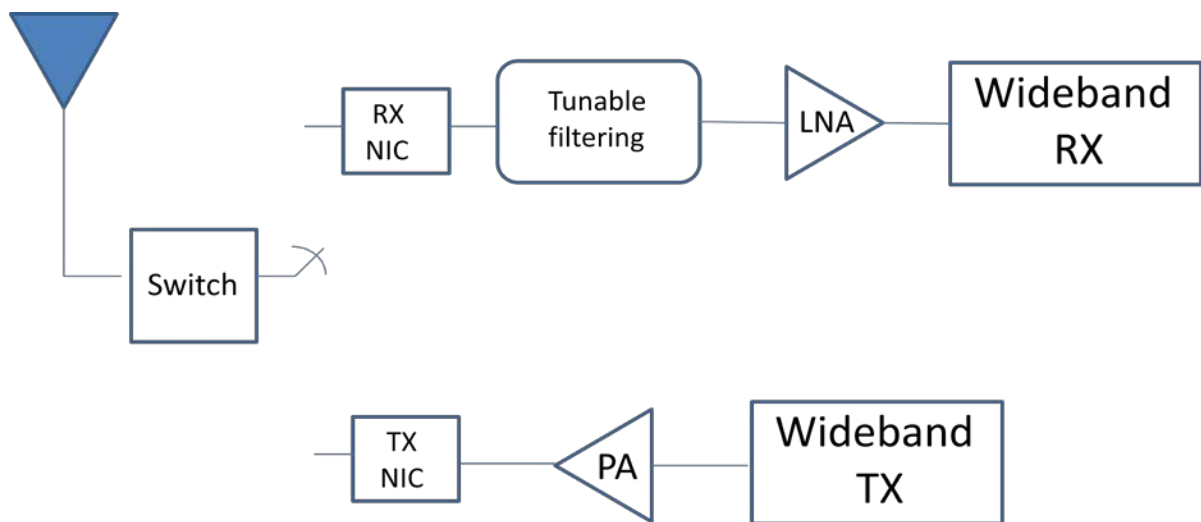 RX
NIC
Tunable
filtering
LNA
Wideband
RX
Switch
TX
NIC
PA
Wideband
TX